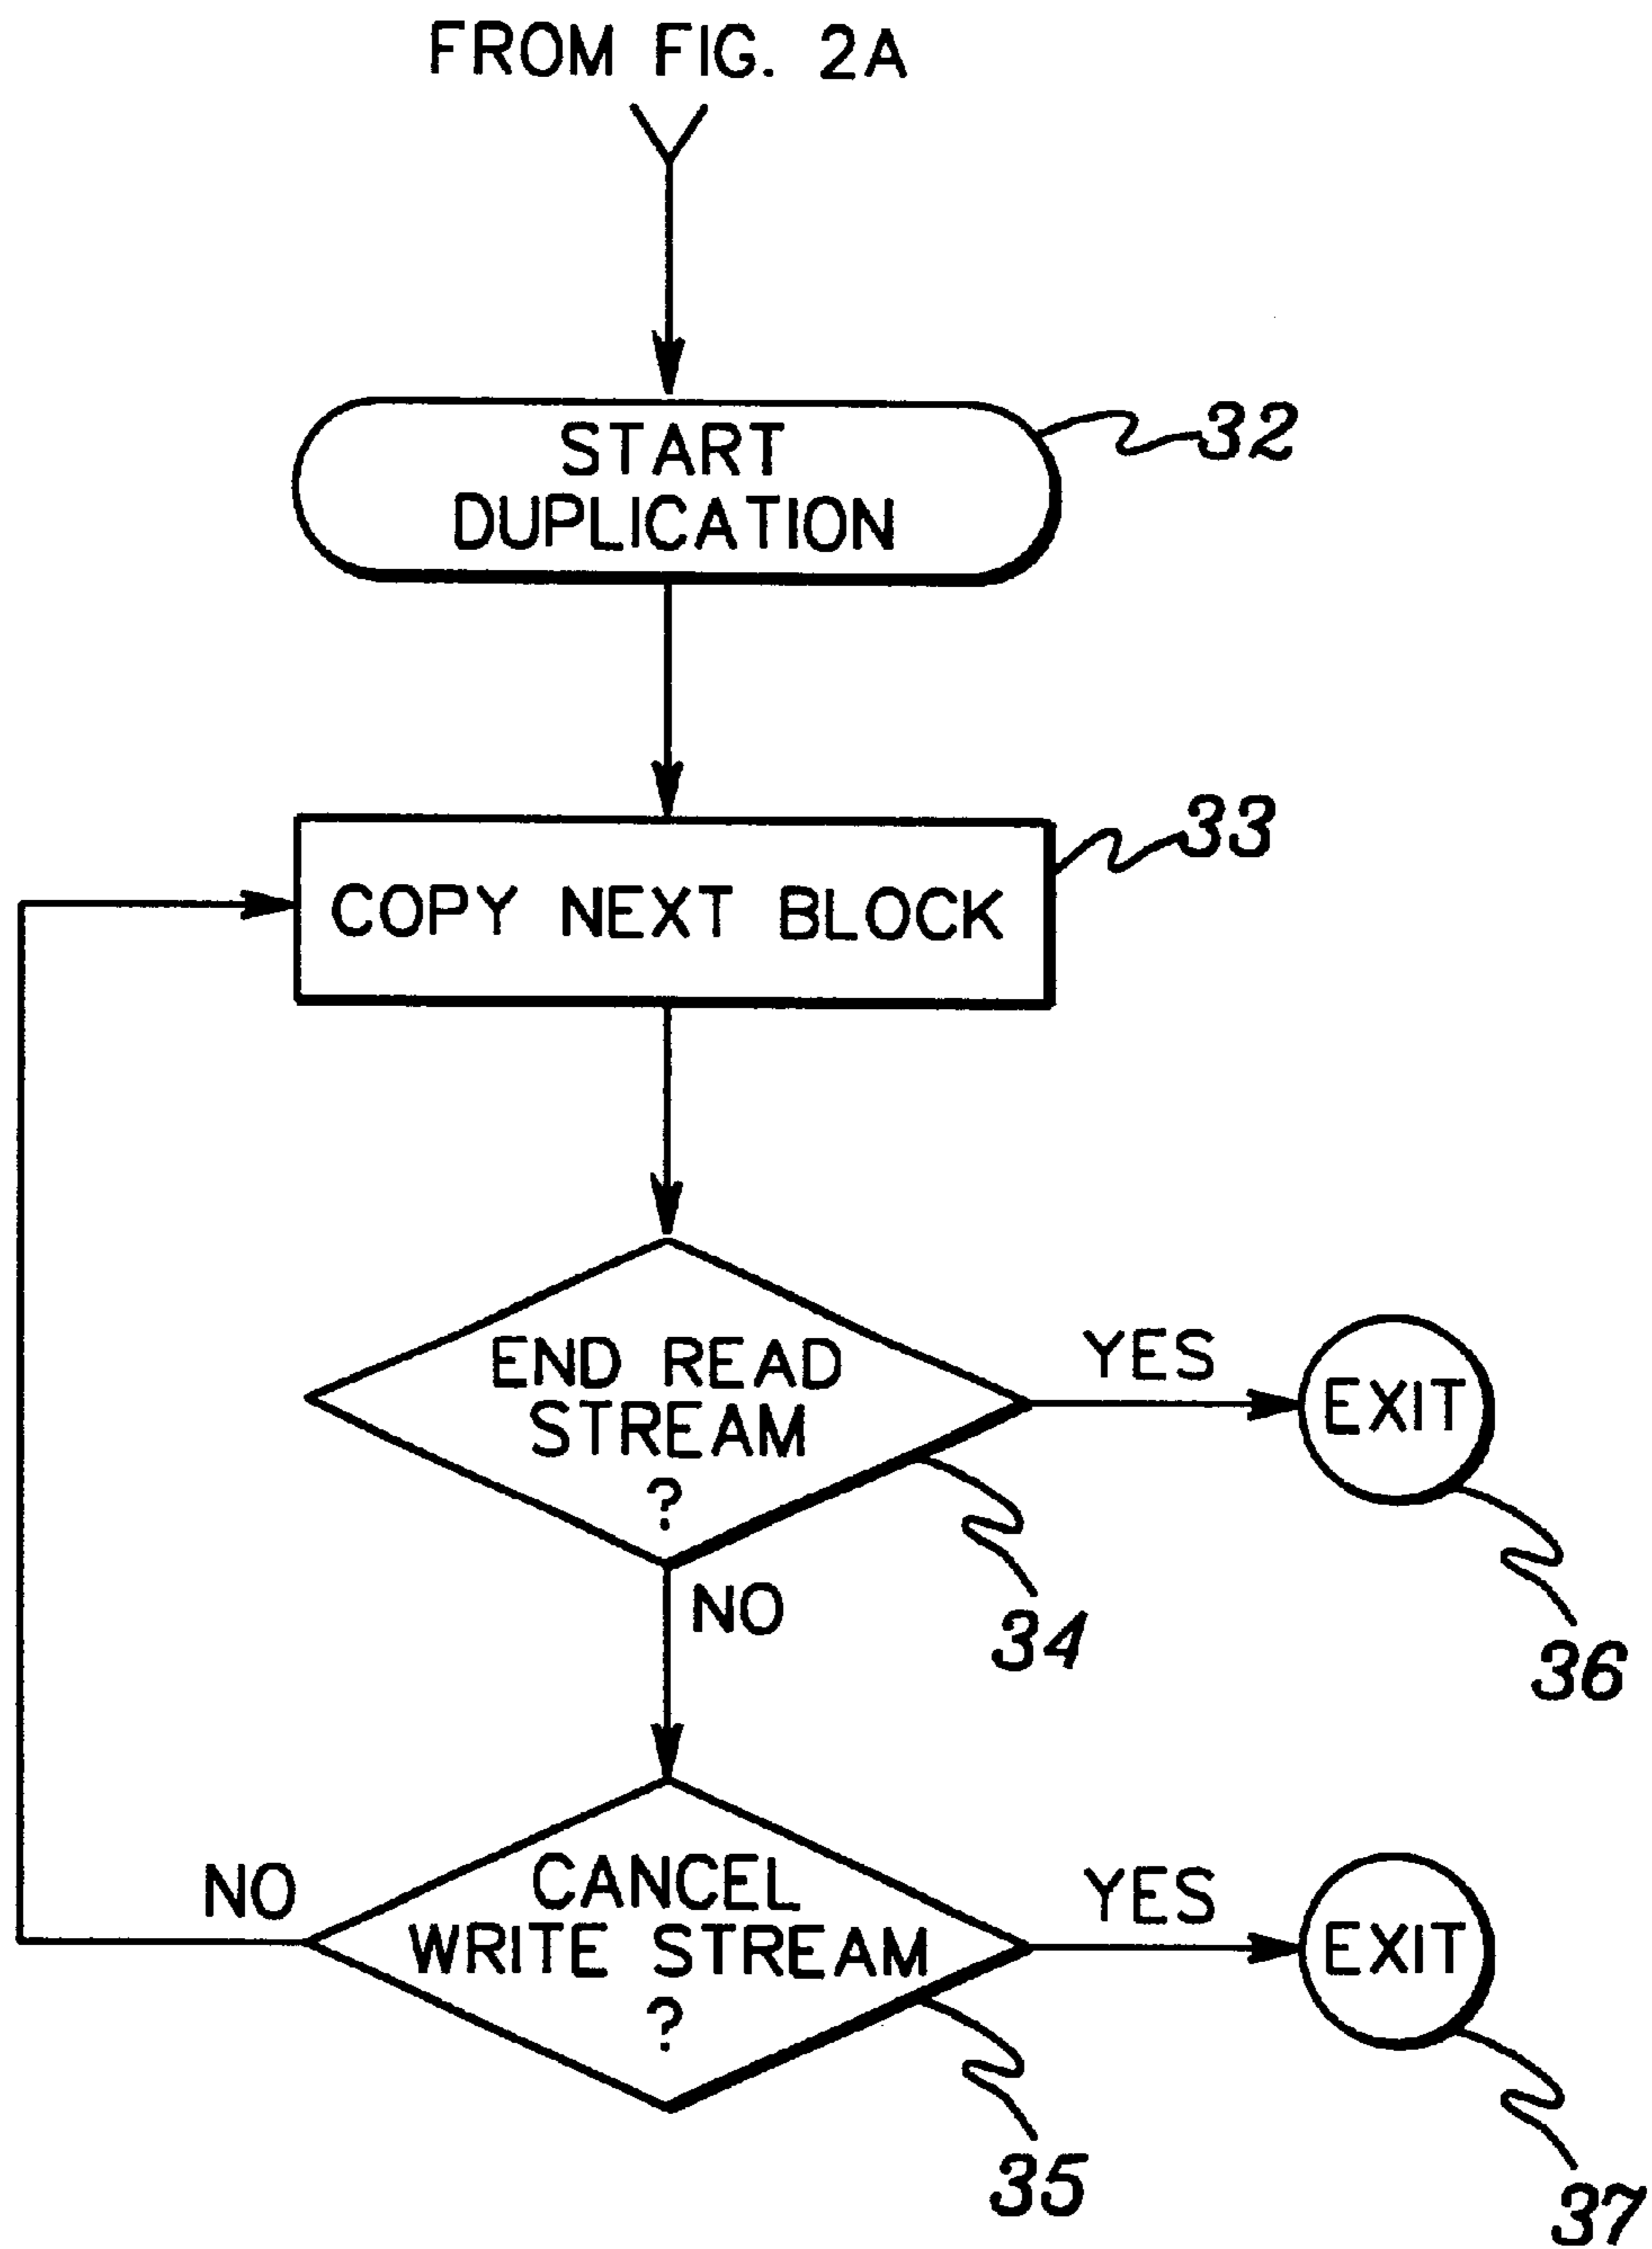 FROM FIG. 2A
START
DUPLICATION
32
COPY NEXT BLOCK
33
END READ
STREAM
?
YES
EXIT
NO
34
36
CANCEL
WRITE STREAM
?
NO
YES
EXIT
35
37